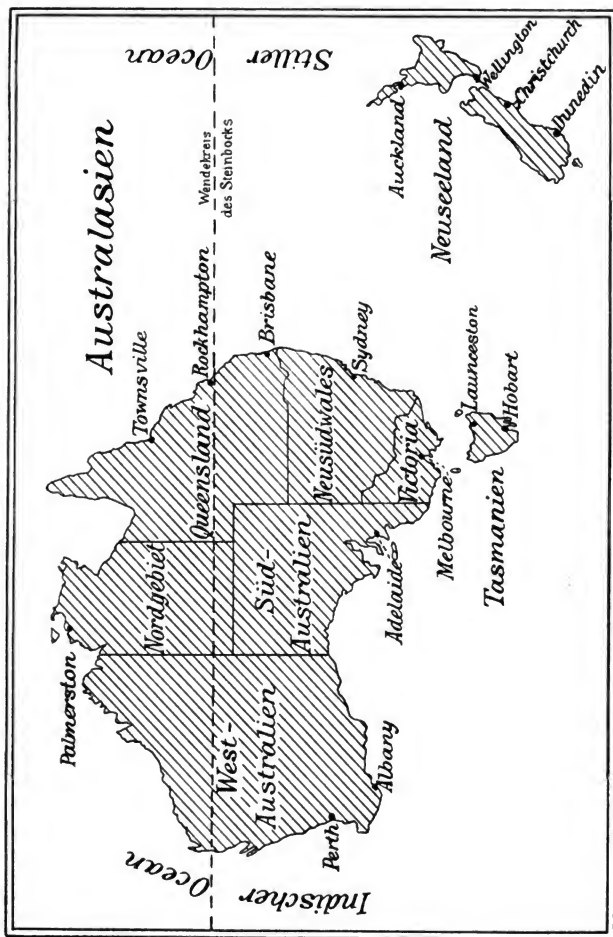 Australasien
Indischer
Ocean
Stiller
Ocean
Wendekreis
des Steinbocks
Palmerston
Nordgebiet
Townsville
Queensland
Rockhampton
Brisbane
West-
Australien
Süd-
Australien
Neusüdwales
Sydney
Victoria
Perth
Albany
Adelaide
Melbourne
Launceston
Hobart
Tasmanien
Auckland
Neuseeland
Wellington
Christchurch
Dunedin